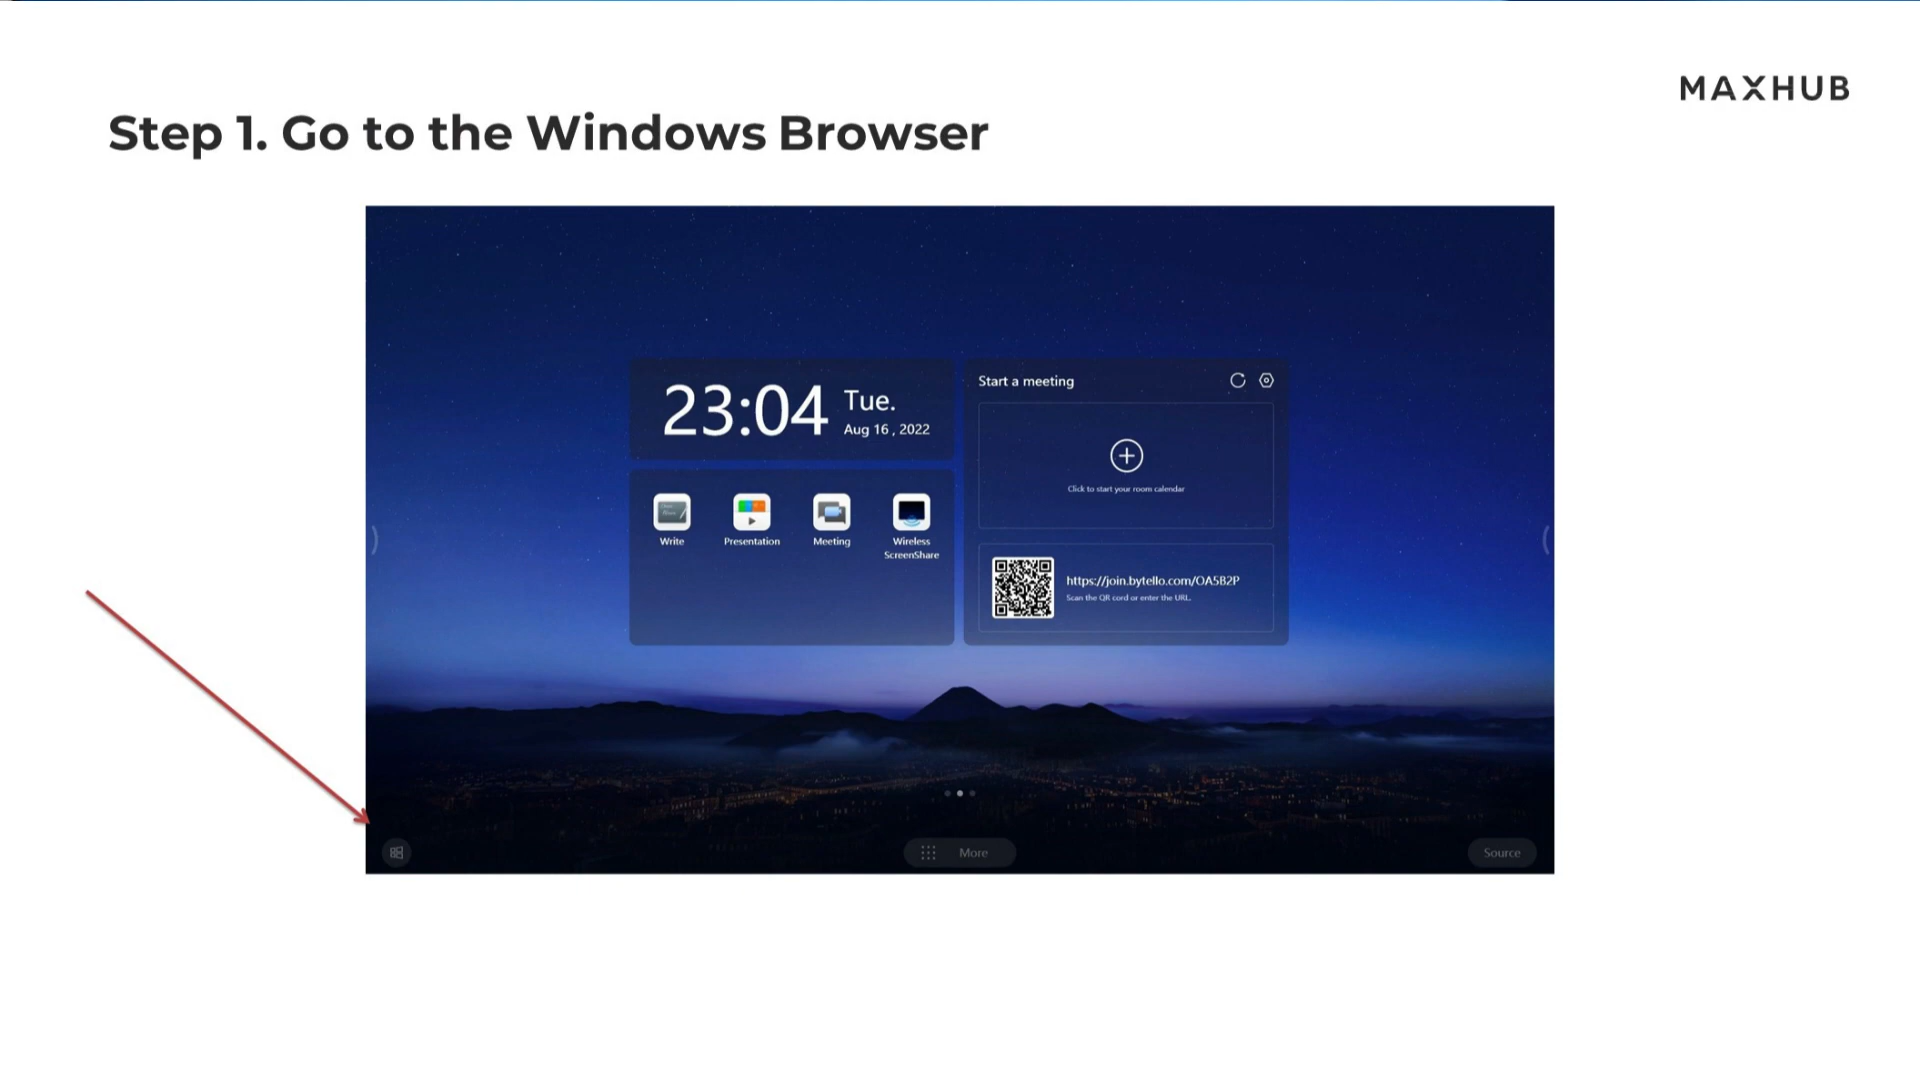 MAXHUB
Step 1. Go to the Windows Browser
23:04
Tue.
Aug 16 , 2022
Write
Presentation
Meeting
Wireless
ScreenShare
Start a meeting
Click to start your room calendar
https://join.bytello.com/OA5B2P
Scan the QR cord or enter the URL.
More
Source